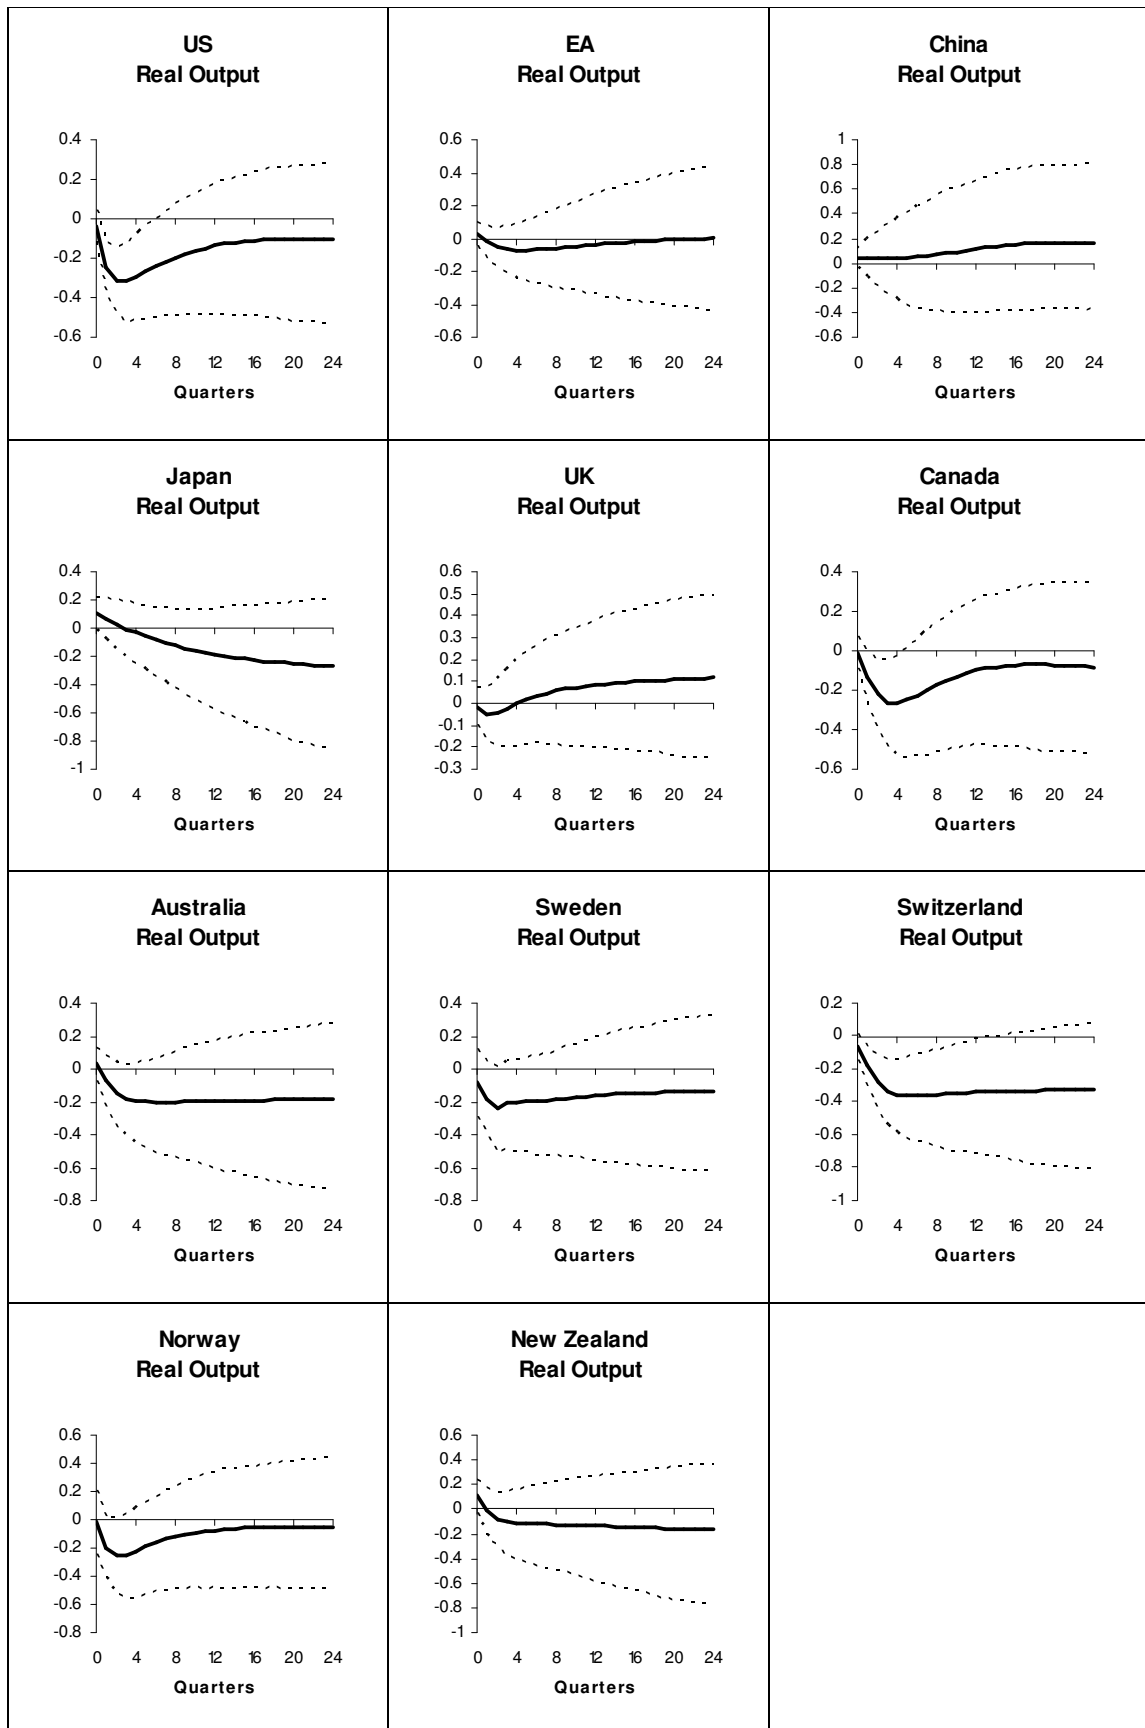 US
Real Output
0.4
0.2
0
-0.2
-0.4
-0.6
0 4 8 12 16 20 24
Quarters
EA
Real Output
0.6
0.4
0.2
0
-0.2
-0.4
-0.6
0 4 8 12 16 20 24
Quarters
China
Real Output
1
0.8
0.6
0.4
0.2
0
-0.2
-0.4
-0.6
0 4 8 12 16 20 24
Quarters
Japan
Real Output
0.4
0.2
0
-0.2
-0.4
-0.6
-0.8
-1
0 4 8 12 16 20 24
Quarters
UK
Real Output
0.6
0.5
0.4
0.3
0.2
0.1
0
-0.1
-0.2
-0.3
0 4 8 12 16 20 24
Quarters
Canada
Real Output
0.4
0.2
0
-0.2
-0.4
-0.6
0 4 8 12 16 20 24
Quarters
Australia
Real Output
0.4
0.2
0
-0.2
-0.4
-0.6
-0.8
0 4 8 12 16 20 24
Quarters
Sweden
Real Output
0.4
0.2
0
-0.2
-0.4
-0.6
-0.8
0 4 8 12 16 20 24
Quarters
Switzerland
Real Output
0.2
0
-0.2
-0.4
-0.6
-0.8
-1
0 4 8 12 16 20 24
Quarters
Norway
Real Output
0.6
0.4
0.2
0
-0.2
-0.4
-0.6
-0.8
0 4 8 12 16 20 24
Quarters
New Zealand
Real Output
0.6
0.4
0.2
0
-0.2
-0.4
-0.6
-0.8
-1
0 4 8 12 16 20 24
Quarters